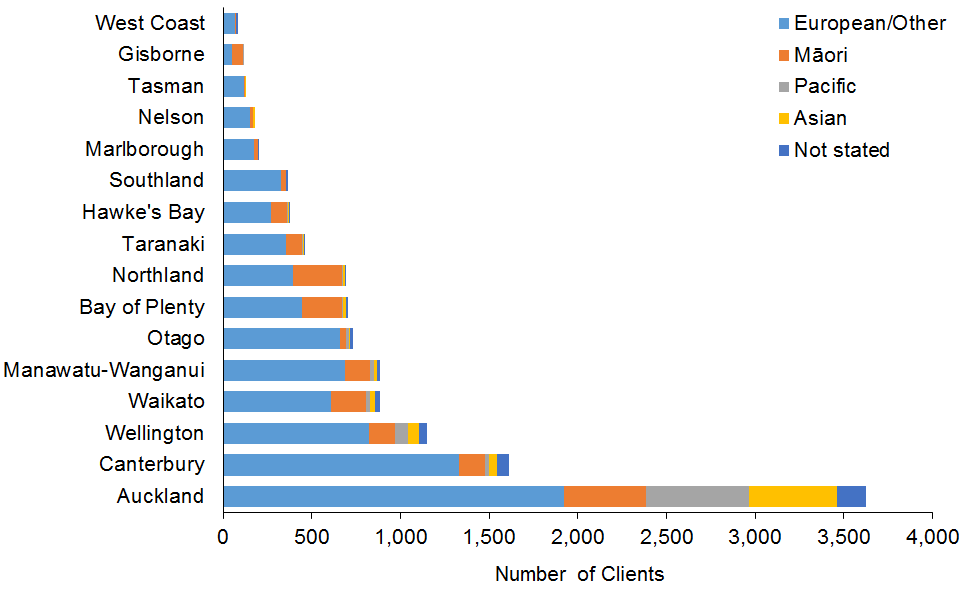 West Coast
Gisborne
Tasman
Nelson
Marlborough
Southland
Hawke's Bay
Taranaki
Northland
Bay of Plenty
Otago
Manawatu-Wanganui
Waikato
Wellington
Canterbury
Auckland
European/Other
Māori
Pacific
Asian
Not stated
0 500 1,000 1,500 2,000 2,500 3,000 3,500 4,000
Number of Clients